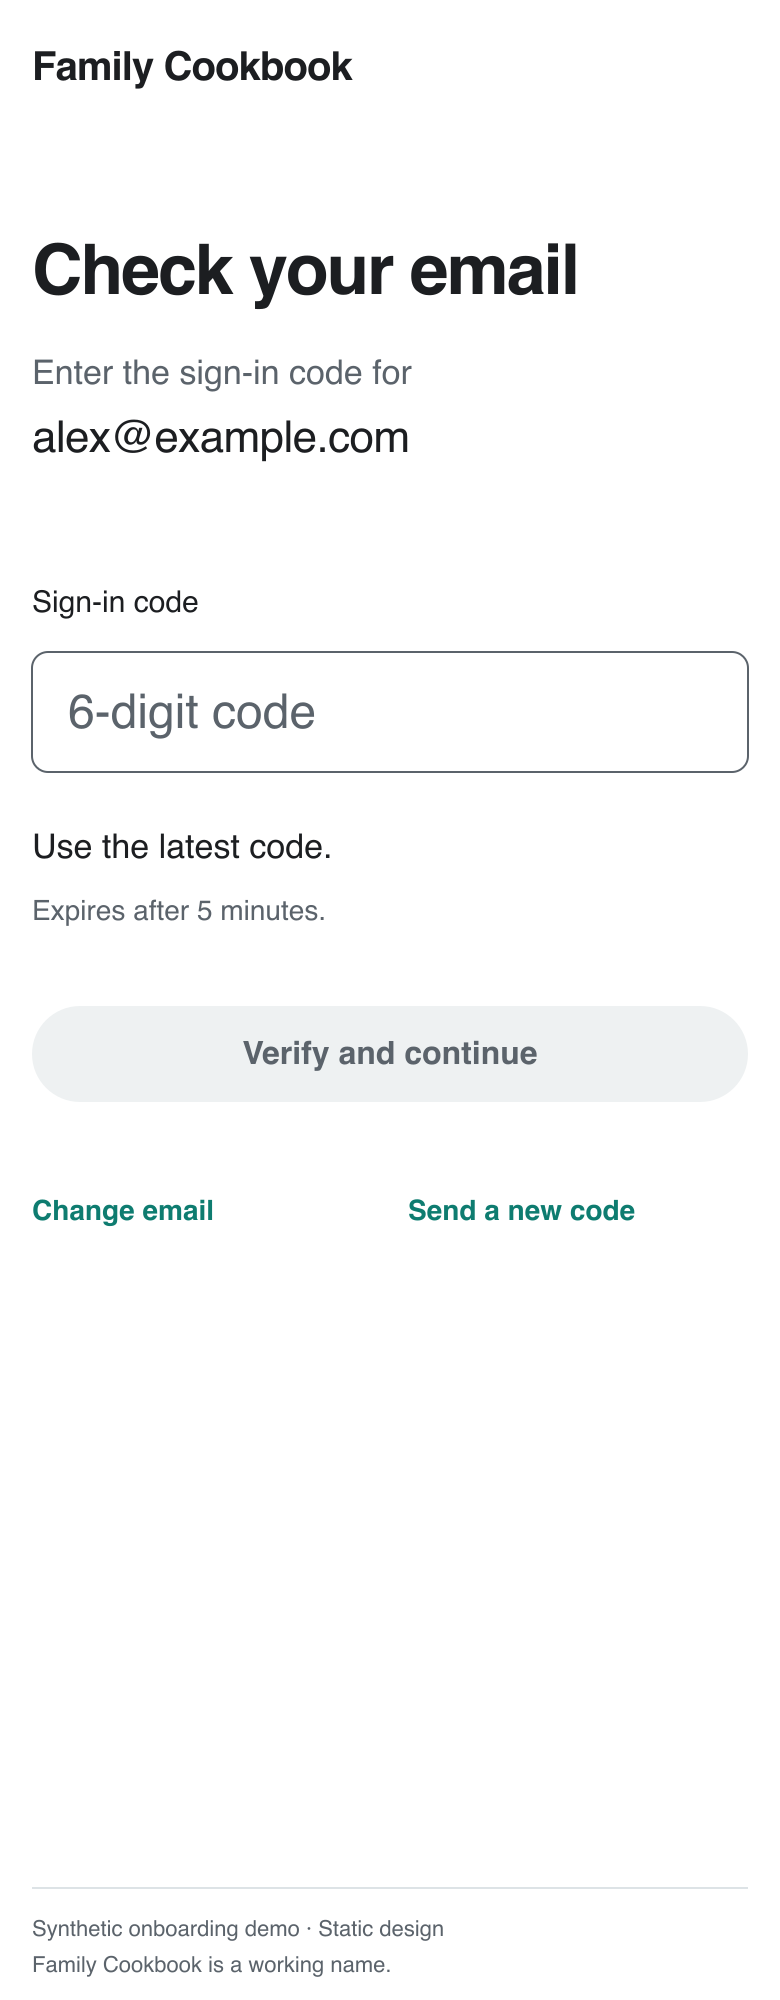 Family Cookbook
Check your email
Enter the sign-in code for
alex@example.com
Sign-in code
6-digit code
Use the latest code.
Expires after 5 minutes.
Verify and continue
Change email
Send a new code
Synthetic onboarding demo · Static design
Family Cookbook is a working name.